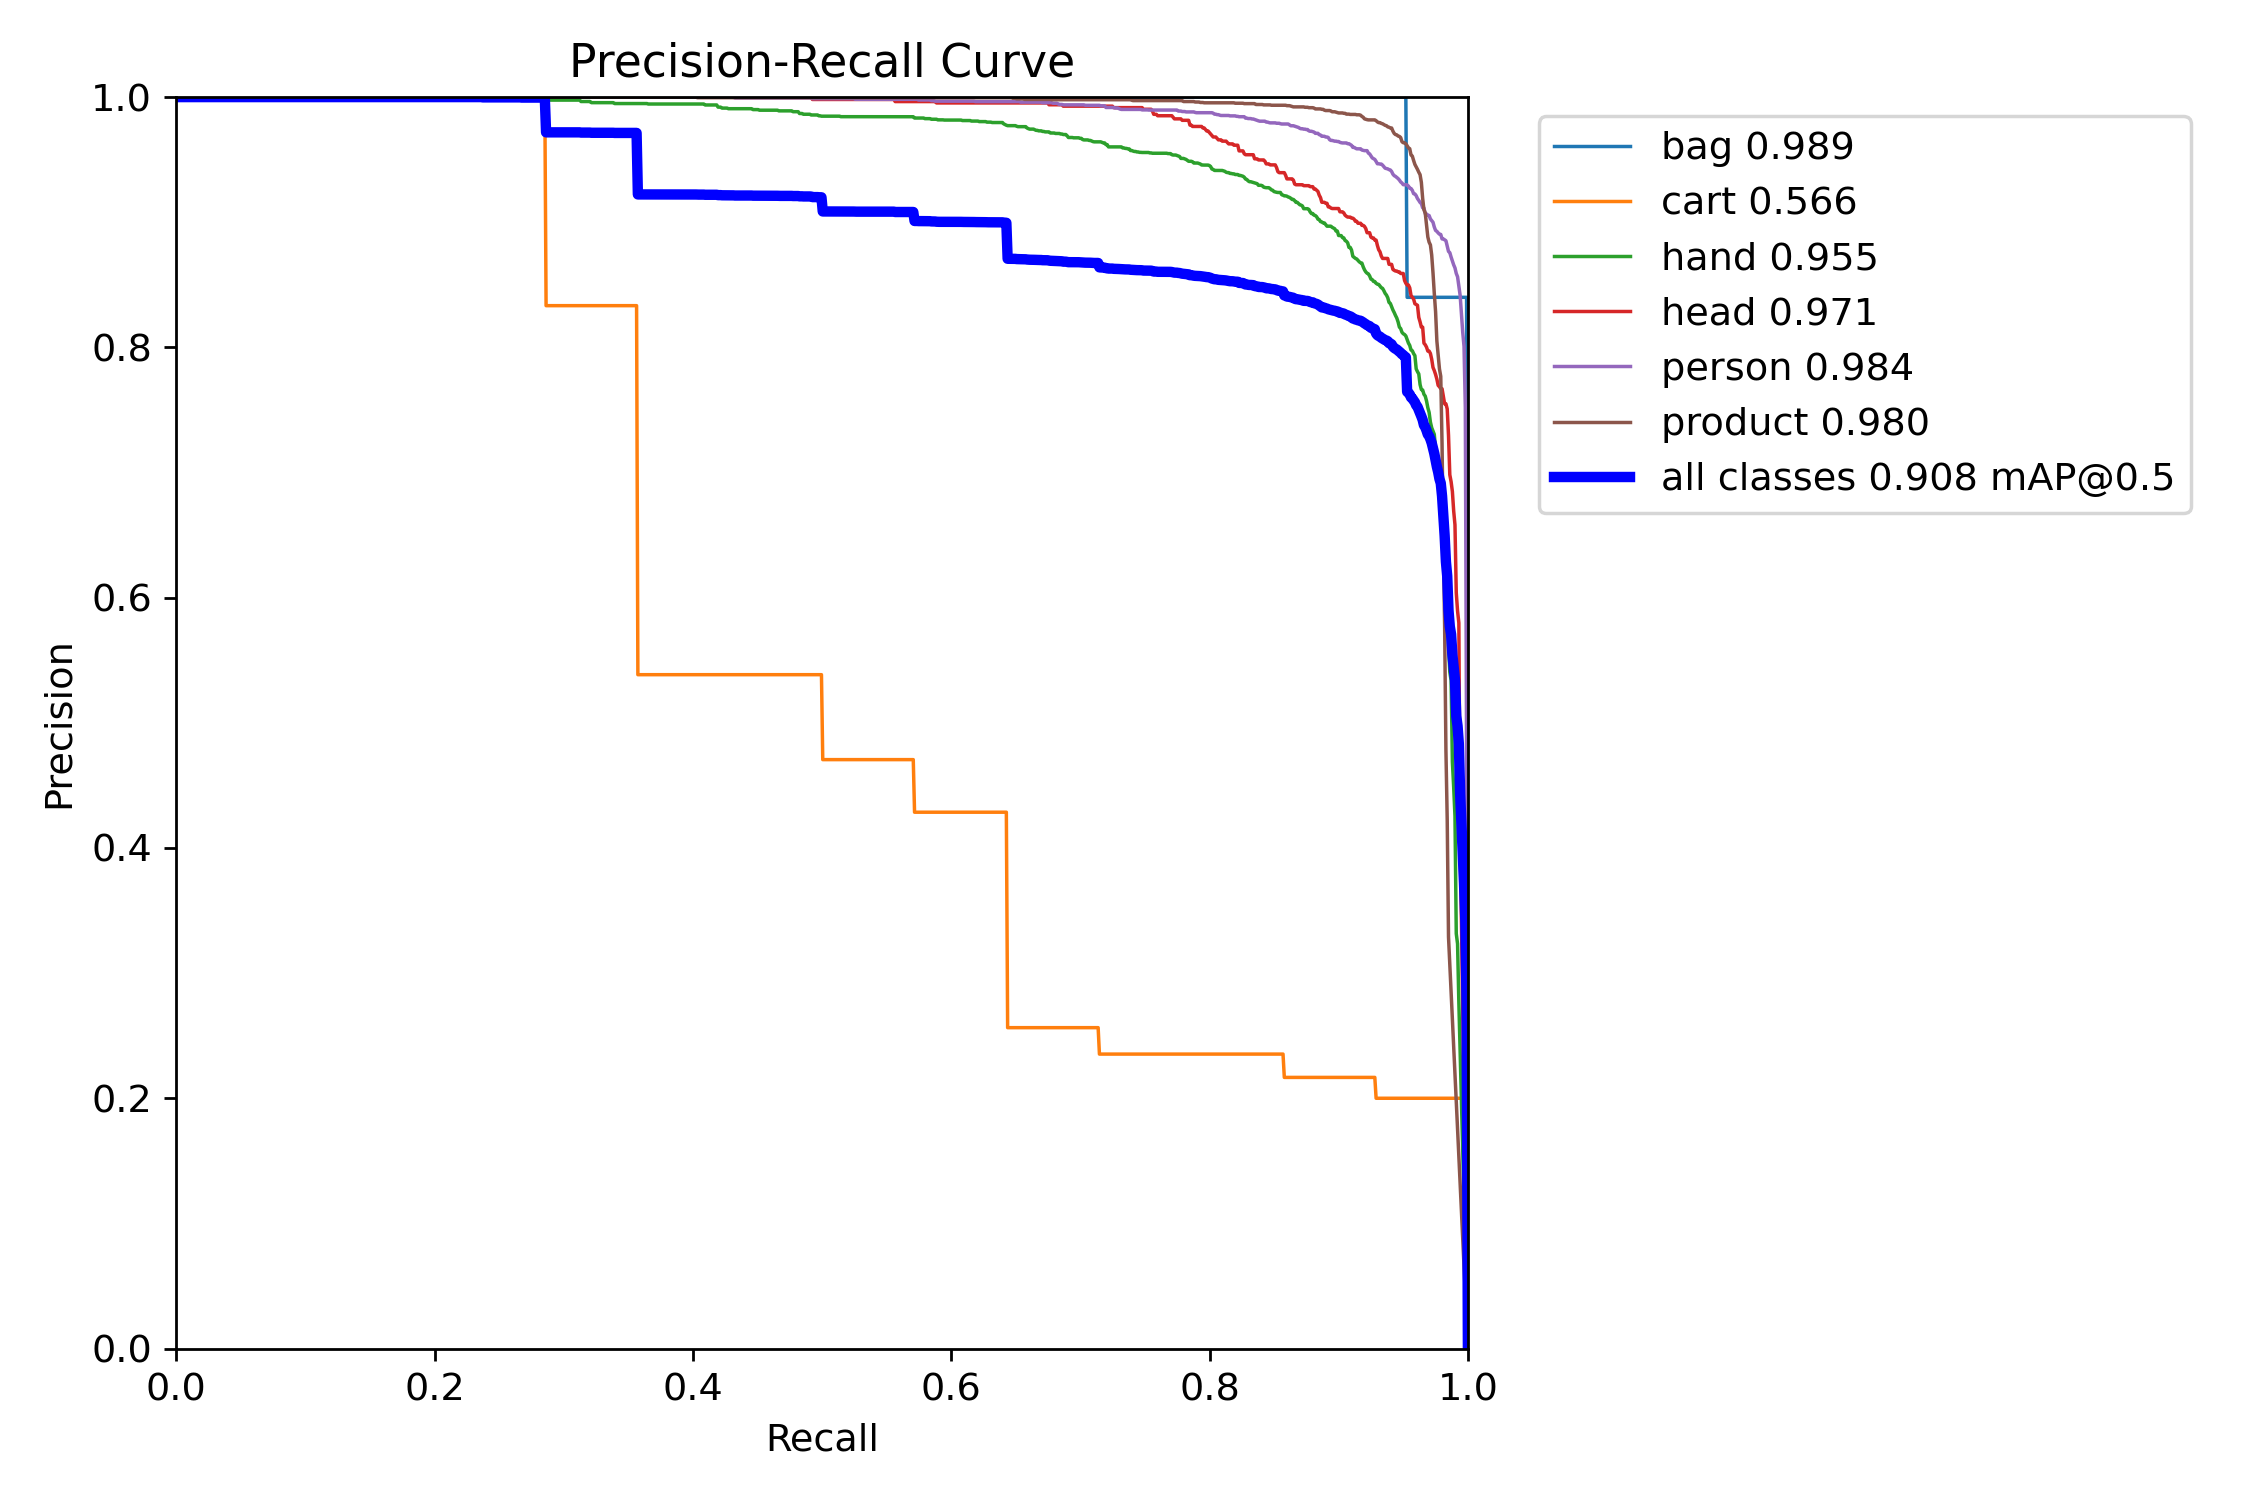 Precision-Recall Curve
1.0
0.8
0.6
0.4
0.2
0.0
Precision
0.0 0.2 0.4 0.6 0.8 1.0
Recall
bag 0.989
cart 0.566
hand 0.955
head 0.971
person 0.984
product 0.980
all classes 0.908 mAP@0.5